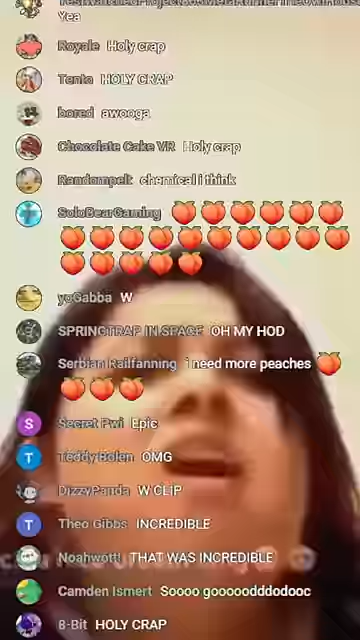 Yea
Royale Holy crap
Tenta HOLY CRAP
bored awooga
Chocolate Cake VR Holy crap
Randompelt chemical i think
SoloBearGaming 🍑🍑🍑🍑🍑🍑
🍑🍑🍑🍑🍑🍑🍑🍑🍑🍑
🍑🍑🍑🍑🍑
yoGabba W
SPRINGTRAP IN SPACE OH MY HOD
Serbian Railfanning i need more peaches 🍑
🍑🍑🍑
Secret Pwi Epic
Teddy Bolen OMG
DizzyPanda W CLIP
Theo Gibbs INCREDIBLE
Noahwott! THAT WAS INCREDIBLE
Camden Ismert Soooo goooodddodooc
8-Bit HOLY CRAP